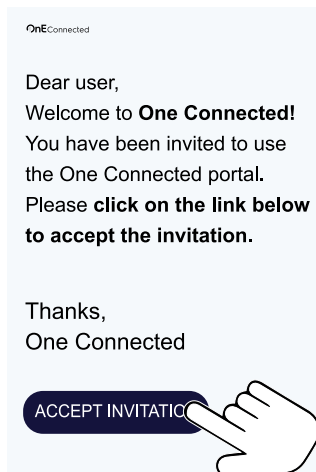 OnEConnected
Dear user,
Welcome to One Connected!
You have been invited to use
the One Connected portal.
Please click on the link below
to accept the invitation.
Thanks,
One Connected
ACCEPT INVITATIO